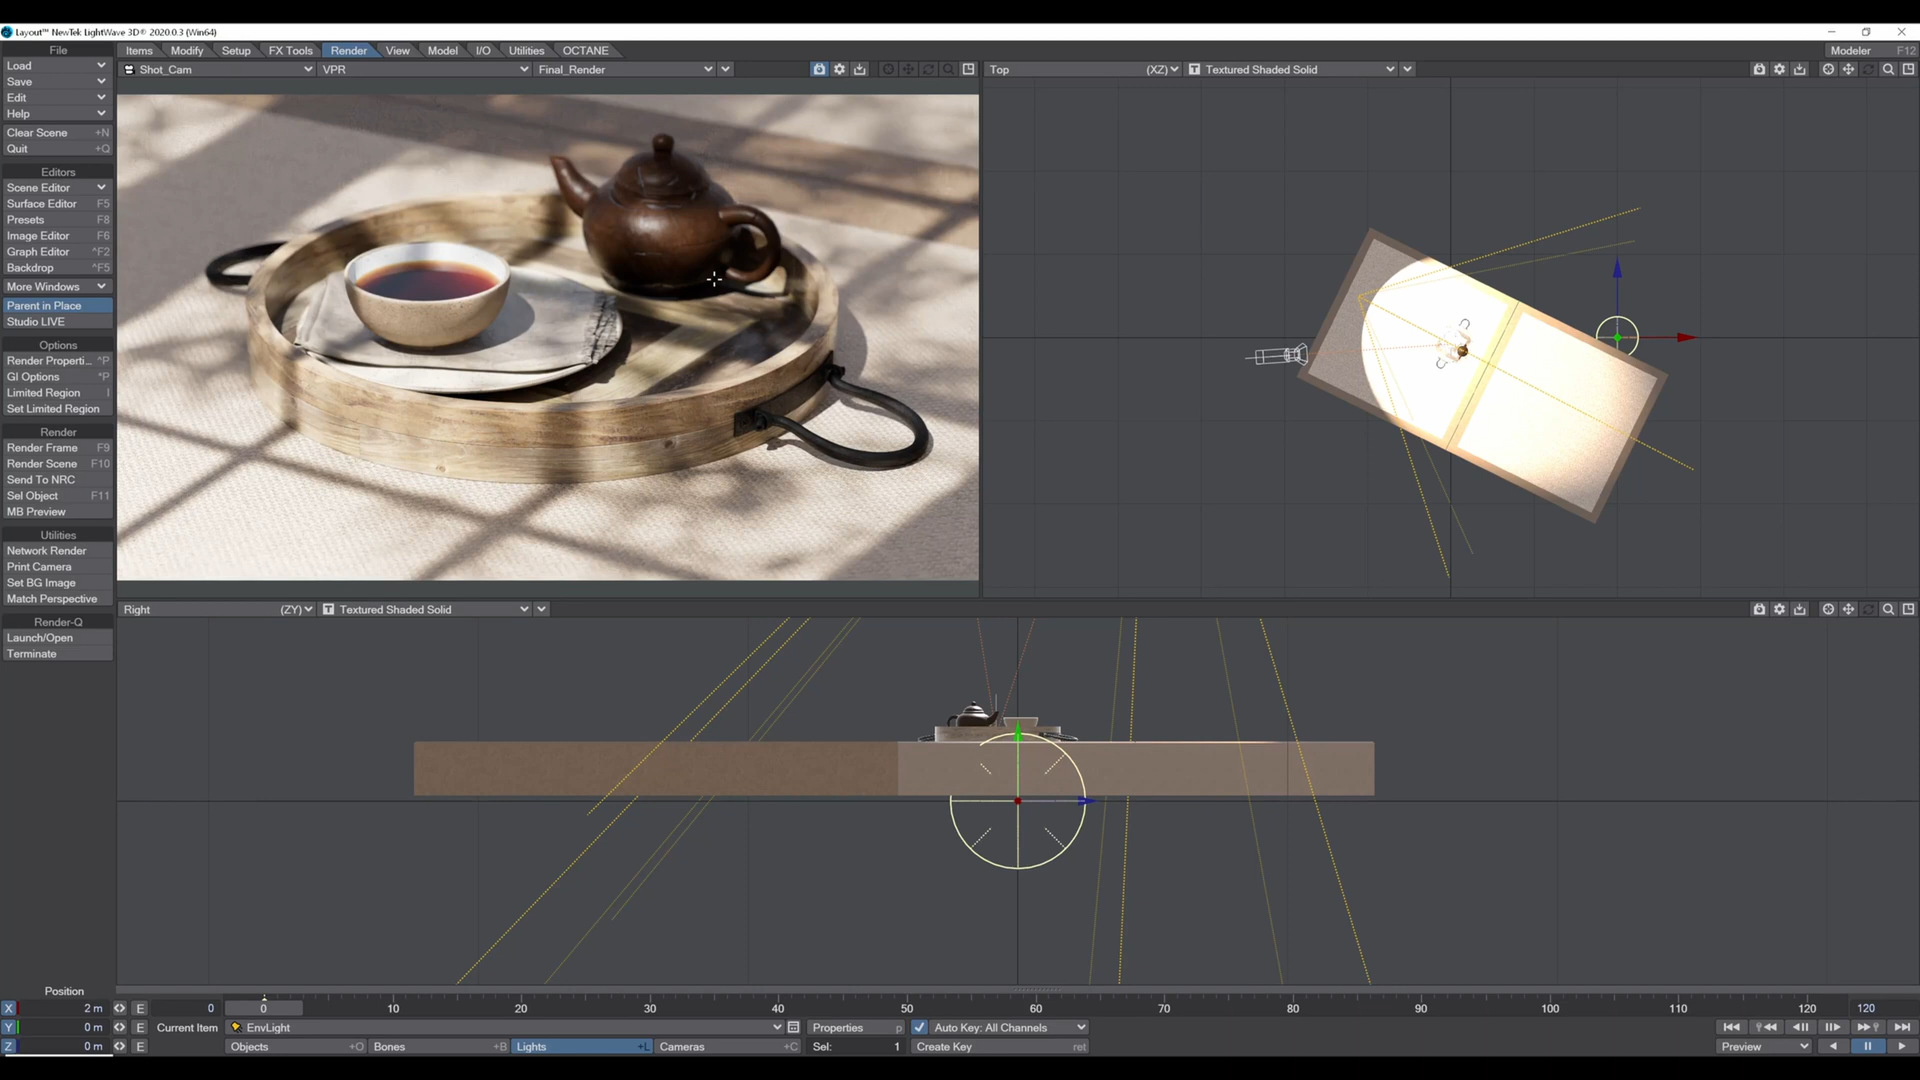 Layout™ NewTek LightWave 3D® 2020.0.3 (Win64)
File
Items Modify Setup FX Tools Render View Model I/O Utilities OCTANE
Modeler F12
Load
Save
Edit
Help
Clear Scene +N
Quit +Q
Editors
Scene Editor
Surface Editor F5
Presets F8
Image Editor F6
Graph Editor ^F2
Backdrop ^F5
More Windows
Parent in Place
Studio LIVE
Options
Render Properti... ^P
GI Options *P
Limited Region l
Set Limited Region
Render
Render Frame F9
Render Scene F10
Send To NRC
Sel Object F11
MB Preview
Utilities
Network Render
Print Camera
Set BG Image
Match Perspective
Render-Q
Launch/Open
Terminate
Shot_Cam VPR Final_Render
Top (XZ) T Textured Shaded Solid
Right (ZY) T Textured Shaded Solid
Position
X 2 m E
Y 0 m E
Z 0 m E
0 0 10 20 30 40 50 60 70 80 90 100 110 120 120
Current Item EnvLight Properties p Auto Key: All Channels
Objects +O Bones +B Lights +L Cameras +C Sel: 1 Create Key ret
Preview